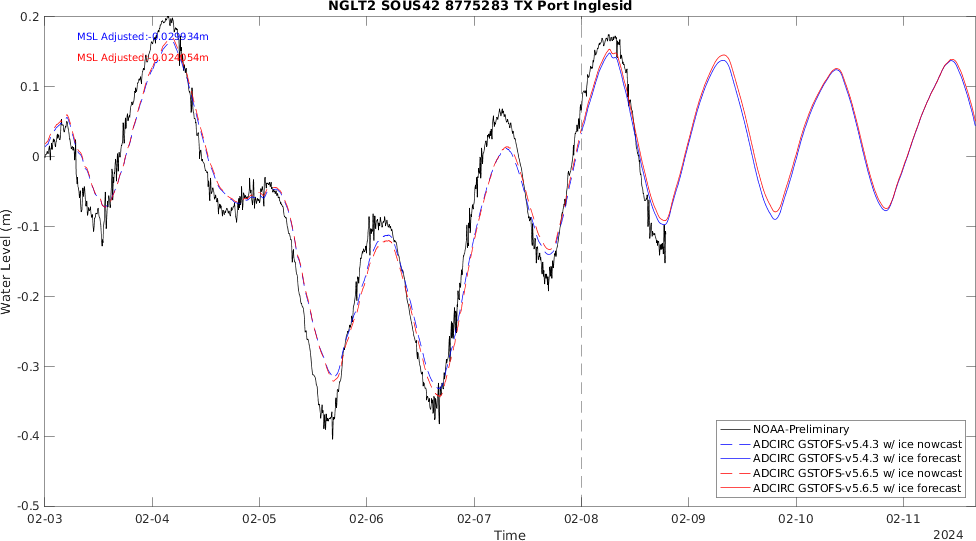 NGLT2 SOUS42 8775283 TX Port Inglesid
MSL Adjusted:-0.029934m
MSL Adjusted:-0.024054m
0.2
0.1
0
-0.1
-0.2
-0.3
-0.4
-0.5
Water Level (m)
NOAA-Preliminary
ADCIRC GSTOFS-v5.4.3 w/ ice nowcast
ADCIRC GSTOFS-v5.4.3 w/ ice forecast
ADCIRC GSTOFS-v5.6.5 w/ ice nowcast
ADCIRC GSTOFS-v5.6.5 w/ ice forecast
02-03 02-04 02-05 02-06 02-07 02-08 02-09 02-10 02-11
Time
2024